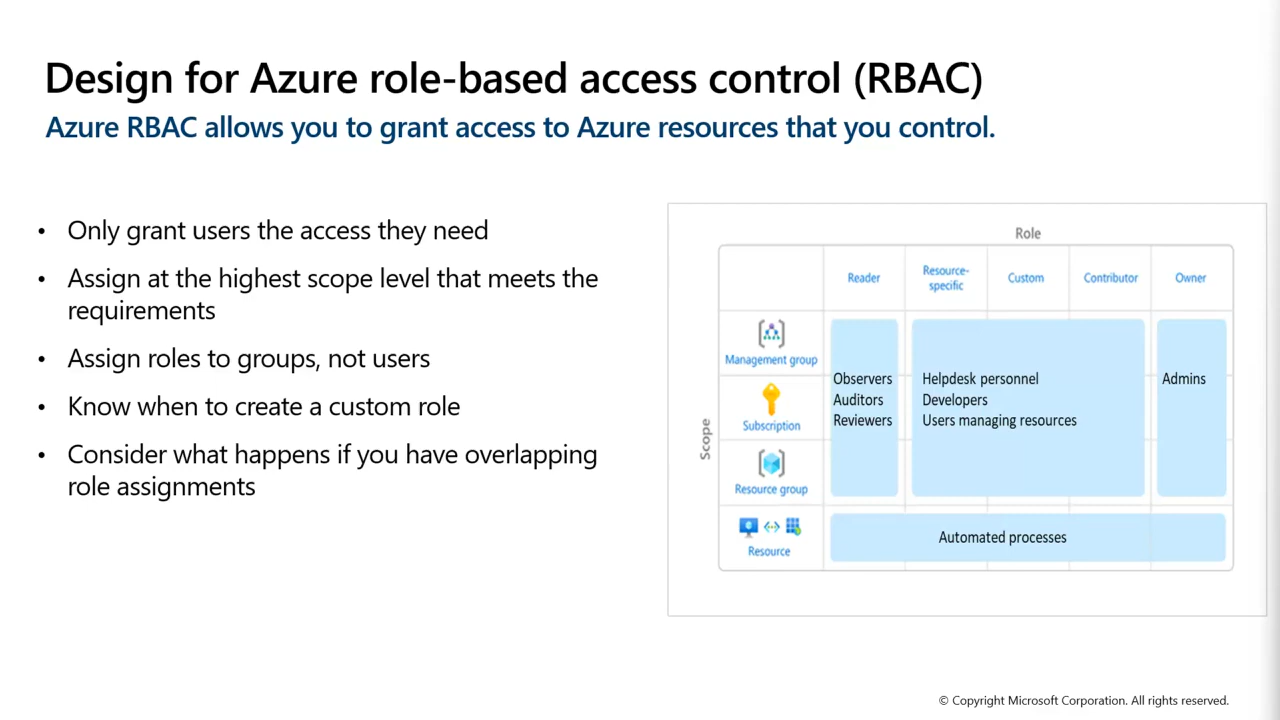 Design for Azure role-based access control (RBAC)
Azure RBAC allows you to grant access to Azure resources that you control.
• Only grant users the access they need
• Assign at the highest scope level that meets the
requirements
• Assign roles to groups, not users
• Know when to create a custom role
• Consider what happens if you have overlapping
role assignments
Role
Reader
Resource-
specific
Custom
Contributor
Owner
Scope
Management group
Subscription
Resource group
Resource
Observers
Auditors
Reviewers
Helpdesk personnel
Developers
Users managing resources
Admins
Automated processes
© Copyright Microsoft Corporation. All rights reserved.